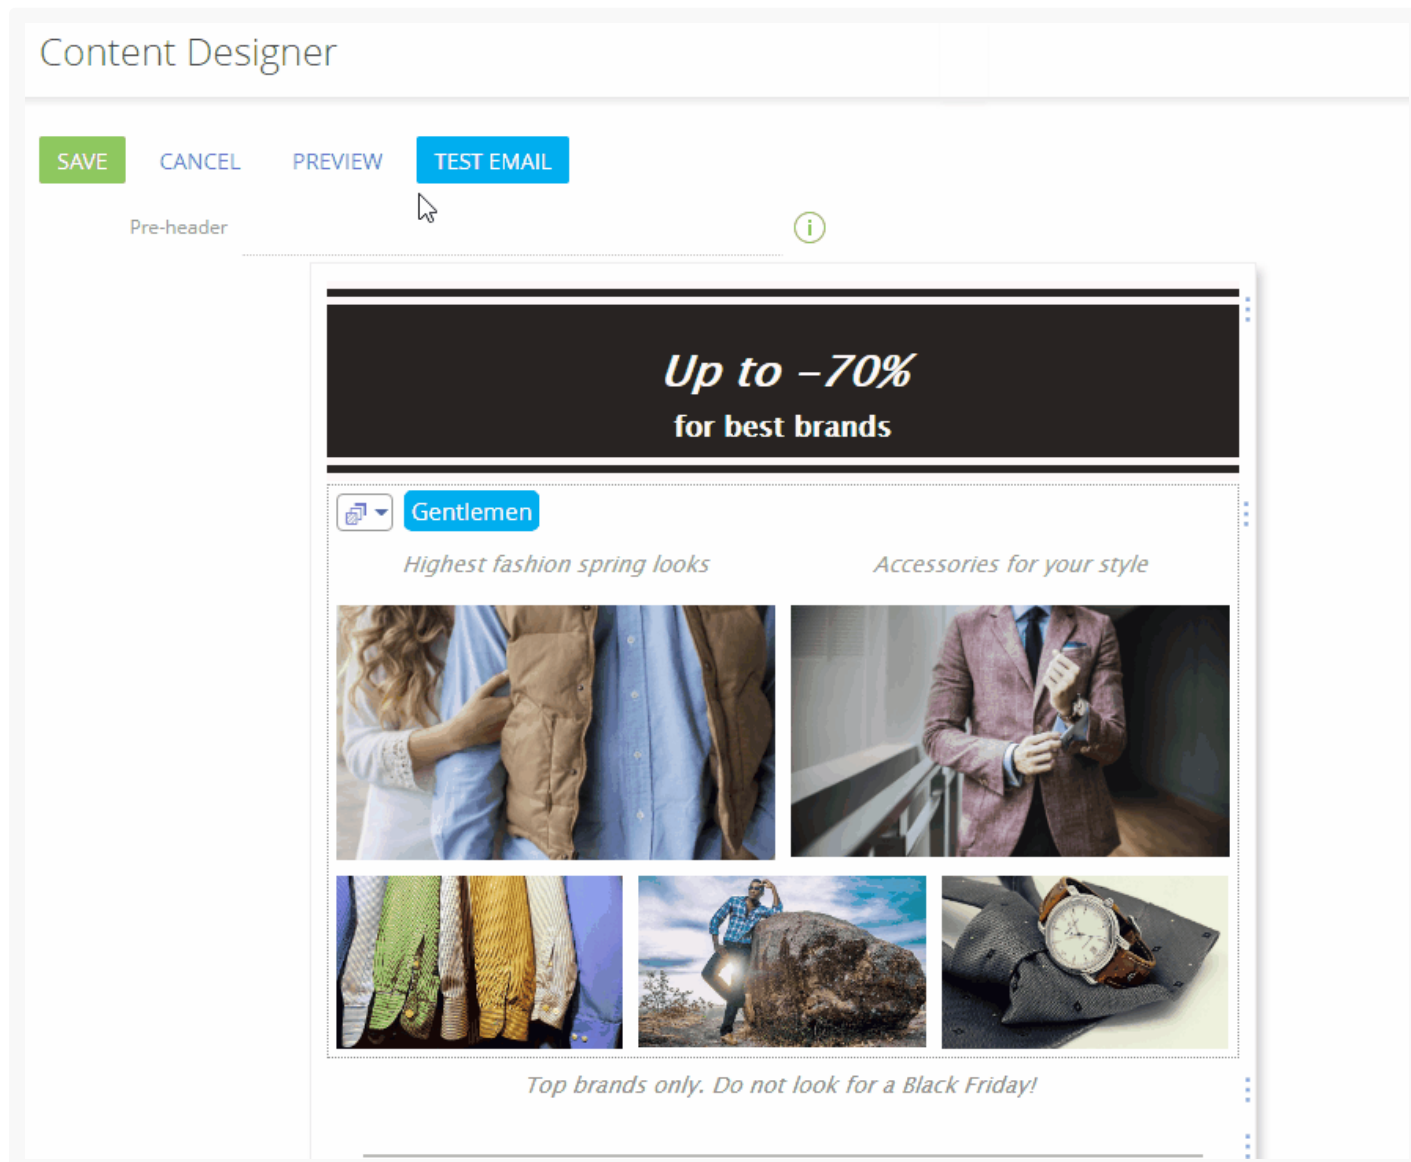 Content Designer
SAVE CANCEL PREVIEW TEST EMAIL
Pre-header
i
Up to –70%
for best brands
Gentlemen
Highest fashion spring looks Accessories for your style
Top brands only. Do not look for a Black Friday!